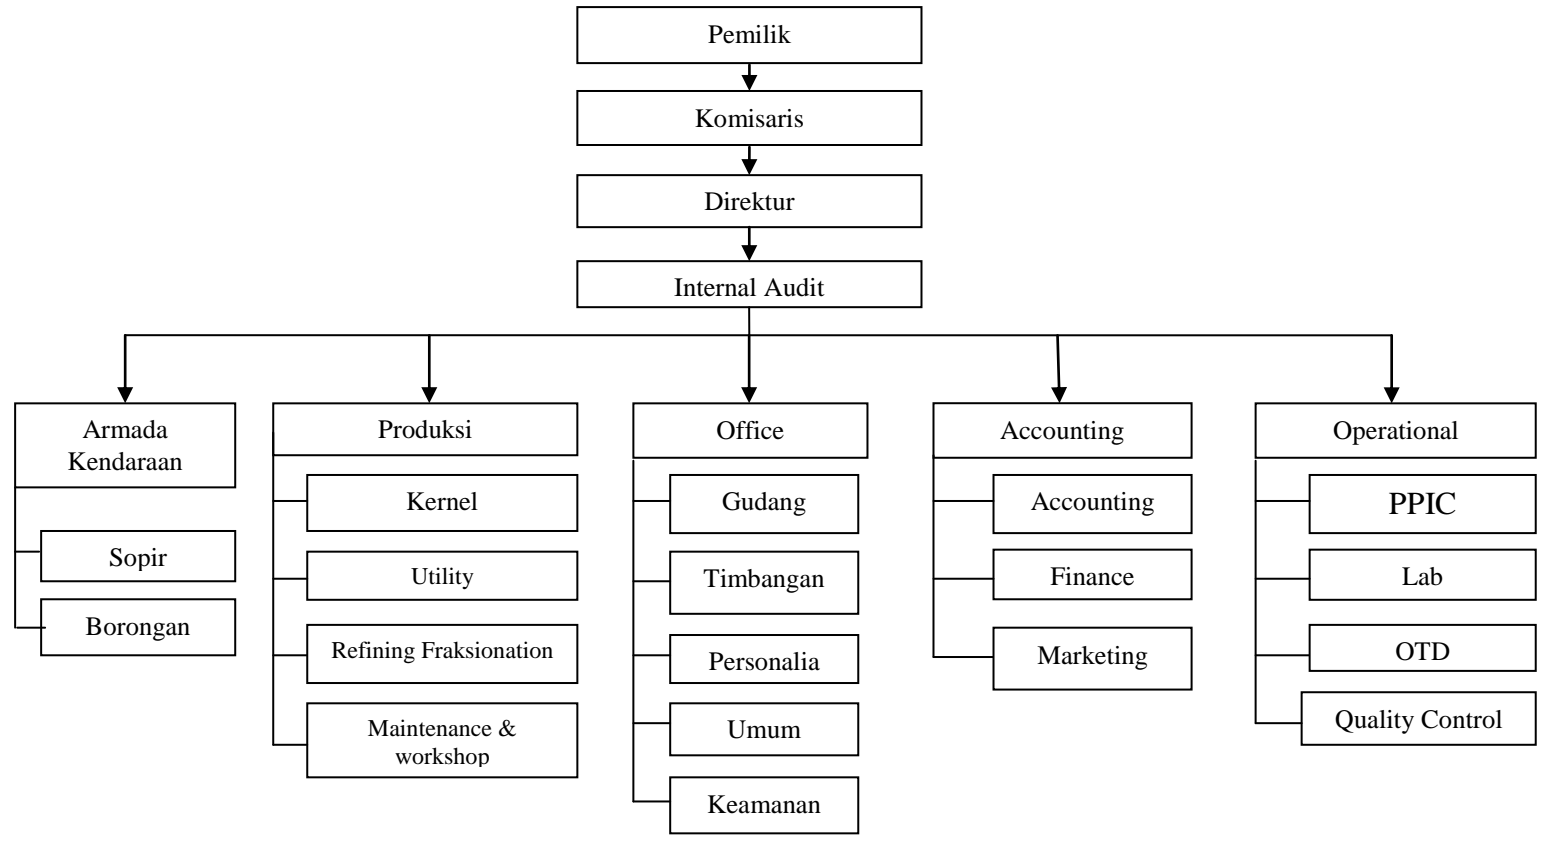 Pemilik
Komisaris
Direktur
Internal Audit
Armada
Kendaraan
Sopir
Borongan
Produksi
Kernel
Utility
Refining Fraksionation
Maintenance &
workshop
Office
Gudang
Timbangan
Personalia
Umum
Keamanan
Accounting
Accounting
Finance
Marketing
Operational
PPIC
Lab
OTD
Quality Control